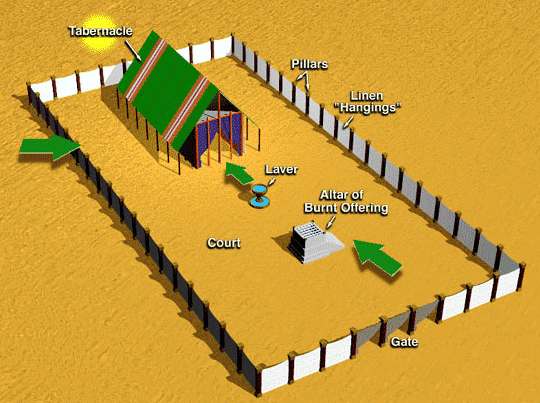 Tabernacle
Pillars
Linen
"Hangings"
Laver
Altar of
Burnt Offering
Court
Gate